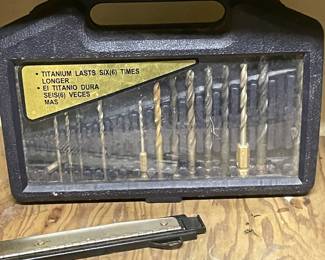 • TITANIUM LASTS SIX(6) TIMES
LONGER
• El TITANIO DURA
SEIS(6) VECES
MAS